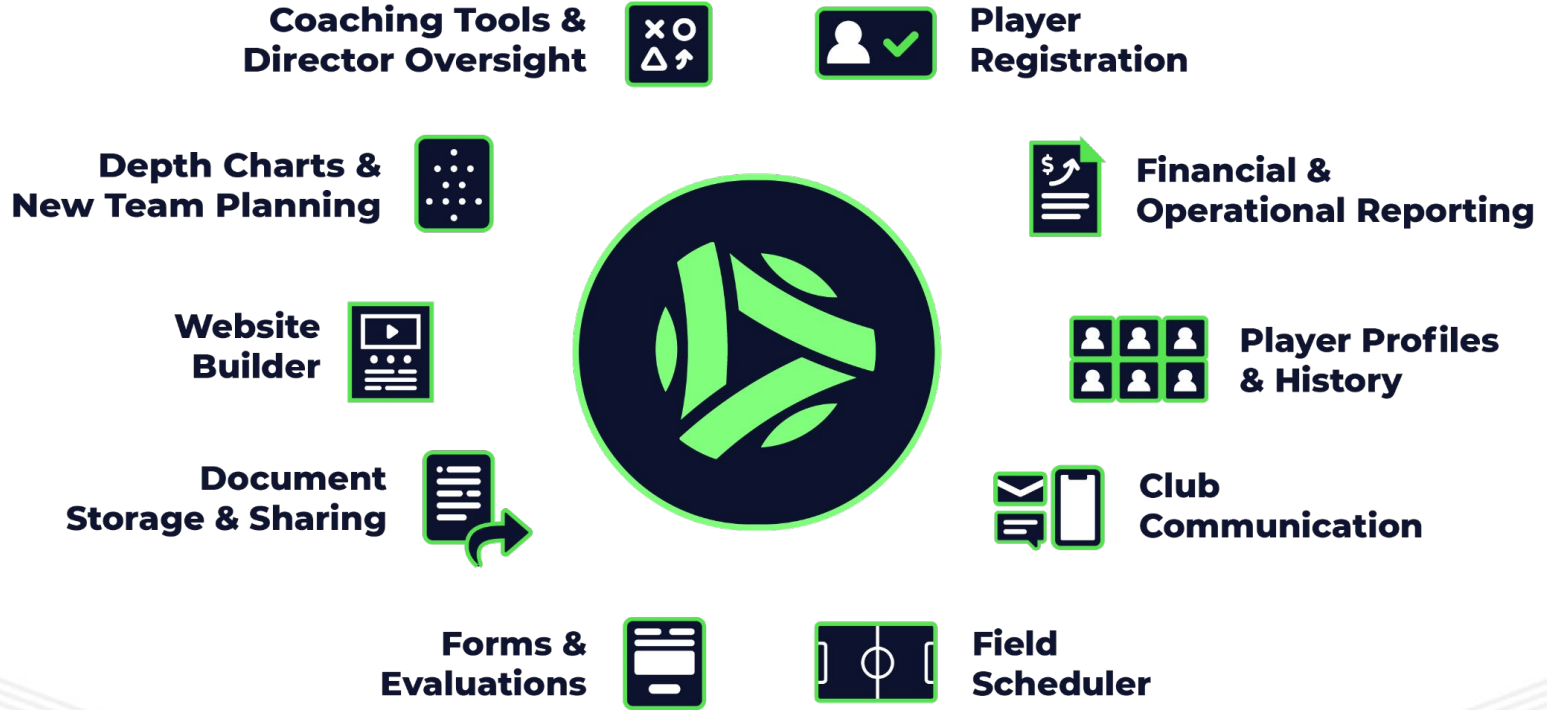 Coaching Tools &
Director Oversight
Player
Registration
Depth Charts &
New Team Planning
Financial &
Operational Reporting
Website
Builder
Player Profiles
& History
Document
Storage & Sharing
Club
Communication
Forms &
Evaluations
Field
Scheduler